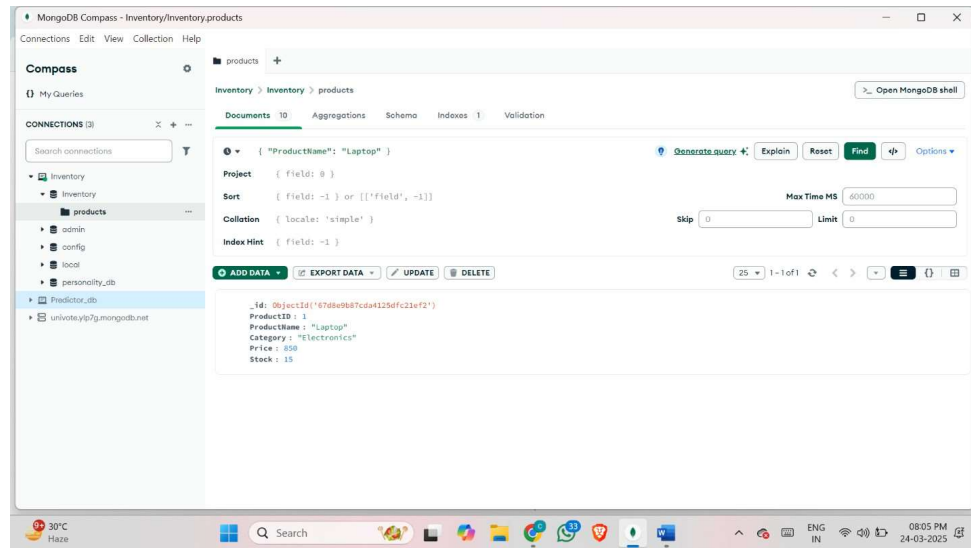 MongoDB Compass - Inventory/Inventory.products
Connections Edit View Collection Help
Compass
{} My Queries
CONNECTIONS (3)
Search connections
Inventory
Inventory
products
admin
config
local
personality_db
Predictor_db
univote.ylp7g.mongodb.net
products
Inventory > Inventory > products
>_ Open MongoDB shell
Documents 10 Aggregations Schema Indexes 1 Validation
{ "ProductName": "Laptop" }
Generate query Explain Reset Find </> Options
Project { field: 0 }
Sort { field: -1 } or [['field', -1]]
Max Time MS 60000
Collation { locale: 'simple' }
Skip 0 Limit 0
Index Hint { field: -1 }
ADD DATA EXPORT DATA UPDATE DELETE
25 1-1 of 1 {}
_id: ObjectId('67d8e9b87cda4125dfc21ef2')
ProductID : 1
ProductName : "Laptop"
Category : "Electronics"
Price : 850
Stock : 15
9+ 30°C
Haze
Search
33
ENG
IN
08:05 PM
24-03-2025